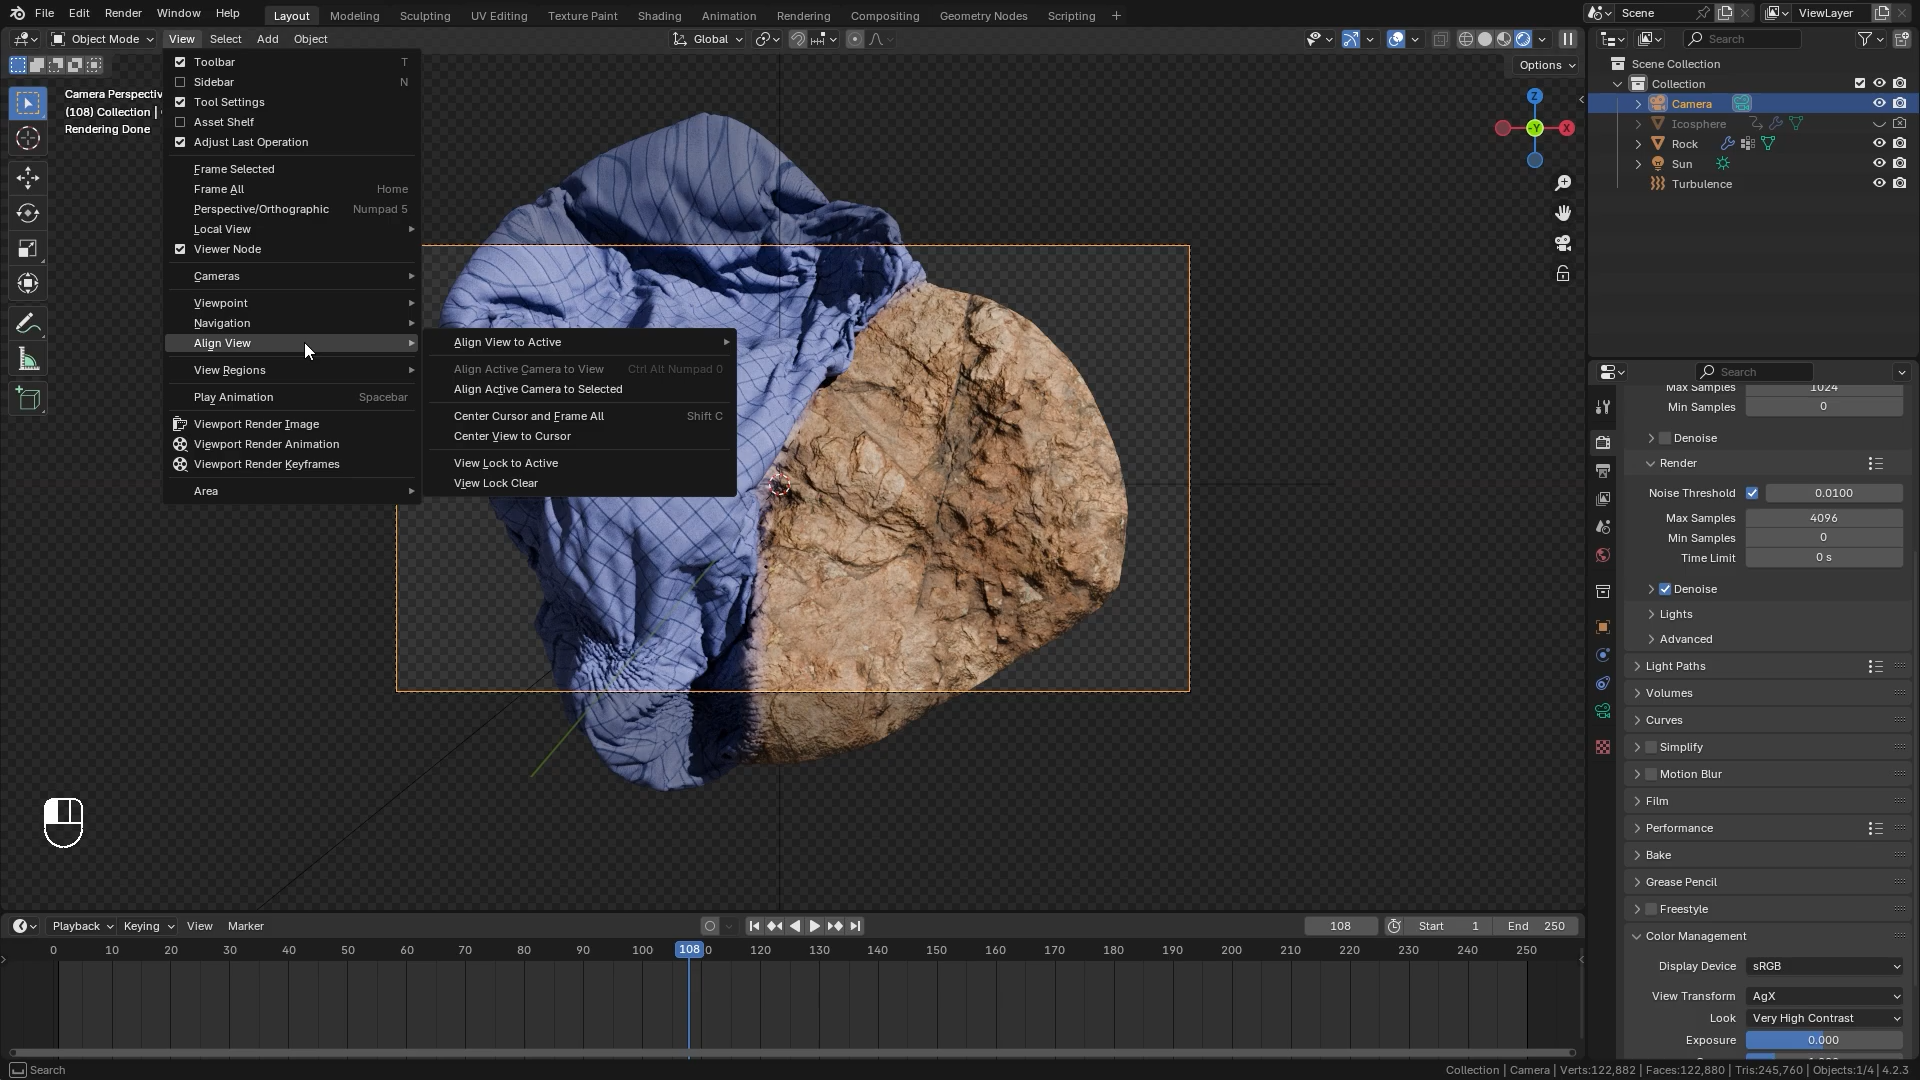 File Edit Render Window Help
Layout Modeling Sculpting UV Editing Texture Paint Shading Animation Rendering Compositing Geometry Nodes Scripting +
Scene
ViewLayer
Object Mode View Select Add Object
Global
Options
Camera Perspectiv
(108) Collection |
Rendering Done
Toolbar T
Sidebar N
Tool Settings
Asset Shelf
Adjust Last Operation
Frame Selected
Frame All Home
Perspective/Orthographic Numpad 5
Local View
Viewer Node
Cameras
Viewpoint
Navigation
Align View
View Regions
Play Animation Spacebar
Viewport Render Image
Viewport Render Animation
Viewport Render Keyframes
Area
Align View to Active
Align Active Camera to View Ctrl Alt Numpad 0
Align Active Camera to Selected
Center Cursor and Frame All Shift C
Center View to Cursor
View Lock to Active
View Lock Clear
Z
-Y
X
Search
Scene Collection
Collection
Camera
Icosphere
Rock
Sun
Turbulence
Search
Max Samples 1024
Min Samples 0
Denoise
Render
Noise Threshold 0.0100
Max Samples 4096
Min Samples 0
Time Limit 0 s
Denoise
Lights
Advanced
Light Paths
Volumes
Curves
Simplify
Motion Blur
Film
Performance
Bake
Grease Pencil
Freestyle
Color Management
Display Device sRGB
View Transform AgX
Look Very High Contrast
Exposure 0.000
Playback Keying View Marker
108 Start 1 End 250
0 10 20 30 40 50 60 70 80 90 100 108 0 120 130 140 150 160 170 180 190 200 210 220 230 240 250
Search
Collection | Camera | Verts:122,882 | Faces:122,880 | Tris:245,760 | Objects:1/4 | 4.2.3